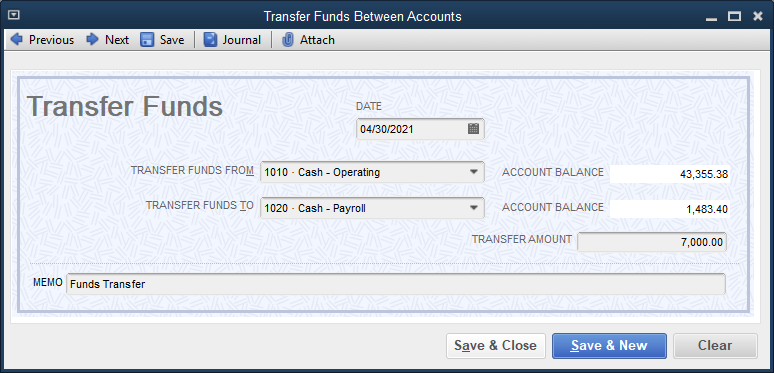 Transfer Funds Between Accounts
Previous Next Save Journal Attach
Transfer Funds
DATE
04/30/2021
TRANSFER FUNDS FROM 1010 · Cash - Operating ACCOUNT BALANCE 43,355.38
TRANSFER FUNDS TO 1020 · Cash - Payroll ACCOUNT BALANCE 1,483.40
TRANSFER AMOUNT 7,000.00
MEMO Funds Transfer
Save & Close Save & New Clear